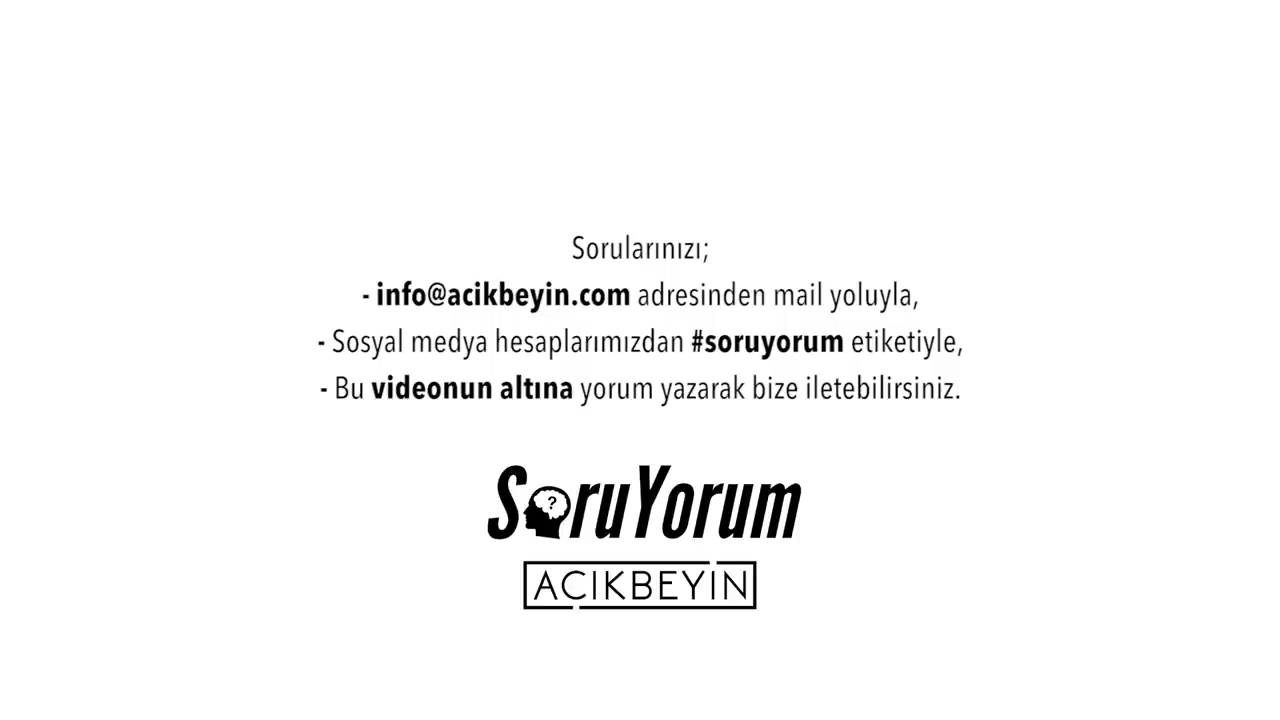 Sorularınızı;
- info@acikbeyin.com adresinden mail yoluyla,
- Sosyal medya hesaplarımızdan #soruyorum etiketiyle,
- Bu videonun altına yorum yazarak bize iletebilirsiniz.
SoruYorum
AÇIKBEYİN